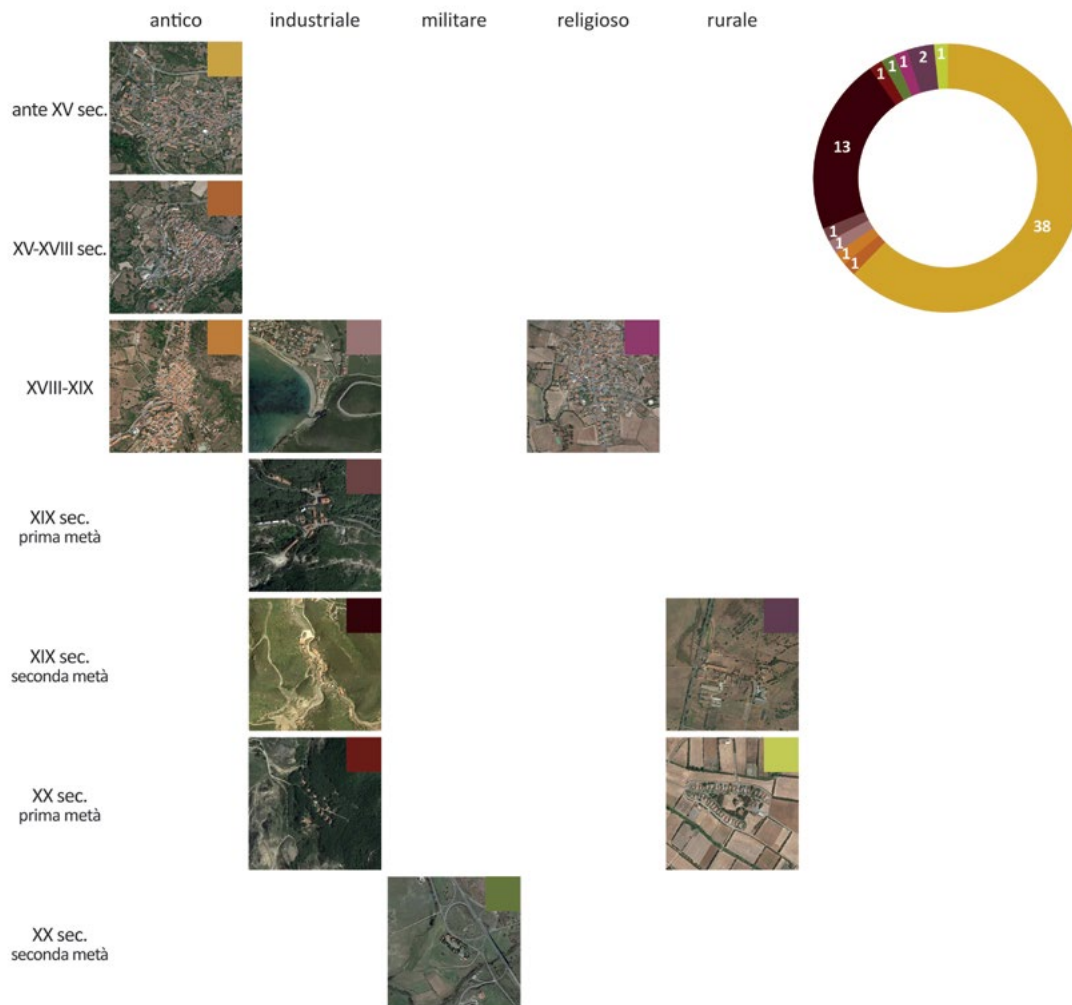 antico industriale militare religioso rurale
ante XV sec.
XV-XVIII sec.
XVIII-XIX
XIX sec.
prima metà
XIX sec.
seconda metà
XX sec.
prima metà
XX sec.
seconda metà
1
1
1
2
1
13
38
1
1
1
1